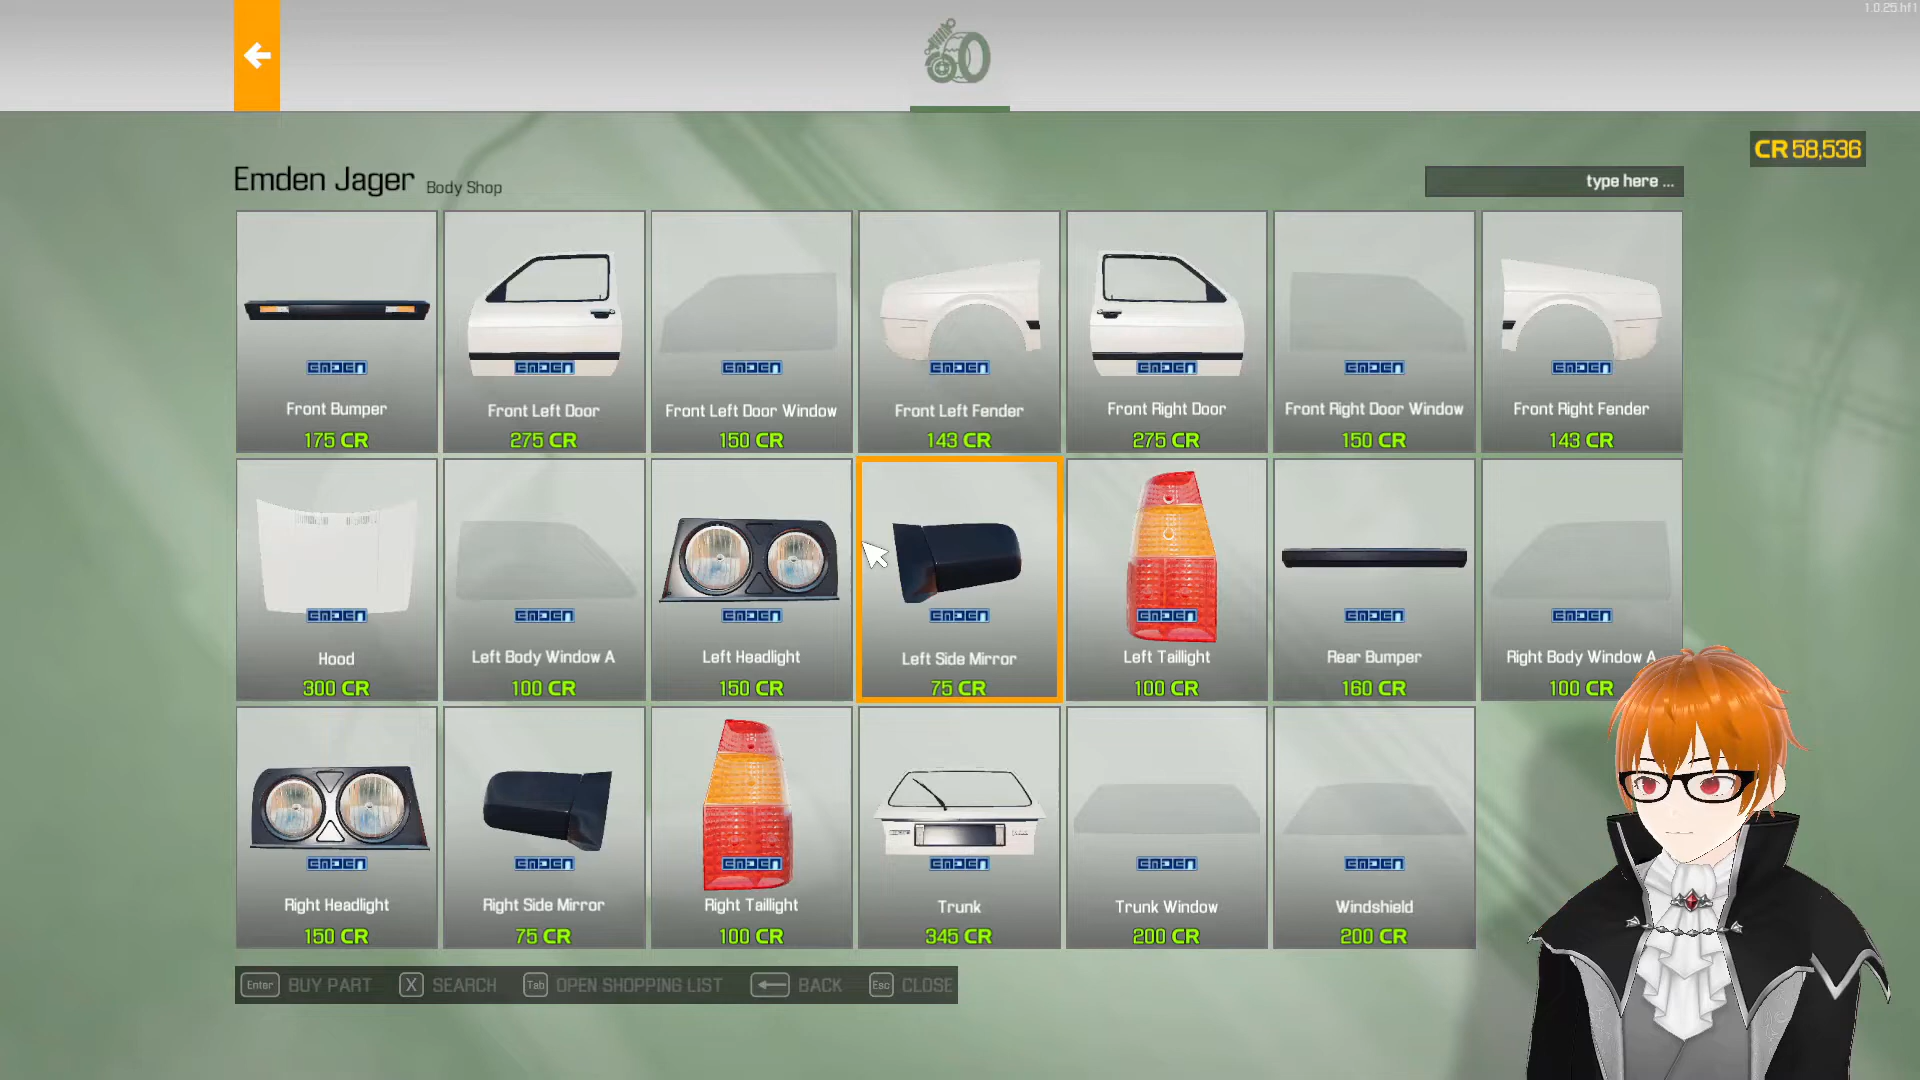 1.0.25.hf1
CR 58,536
Emden Jager Body Shop
type here ...
EMDEN EMDEN EMDEN EMDEN EMDEN EMDEN EMDEN
Front Bumper Front Left Door Front Left Door Window Front Left Fender Front Right Door Front Right Door Window Front Right Fender
175 CR 275 CR 150 CR 143 CR 275 CR 150 CR 143 CR
EMDEN EMDEN EMDEN EMDEN EMDEN EMDEN EMDEN
Hood Left Body Window A Left Headlight Left Side Mirror Left Taillight Rear Bumper Right Body Window A
300 CR 100 CR 150 CR 75 CR 100 CR 160 CR 100 CR
EMDEN EMDEN EMDEN EMDEN EMDEN EMDEN
Right Headlight Right Side Mirror Right Taillight Trunk Trunk Window Windshield
150 CR 75 CR 100 CR 345 CR 200 CR 200 CR
Enter BUY PART X SEARCH Tab OPEN SHOPPING LIST BACK Esc CLOSE